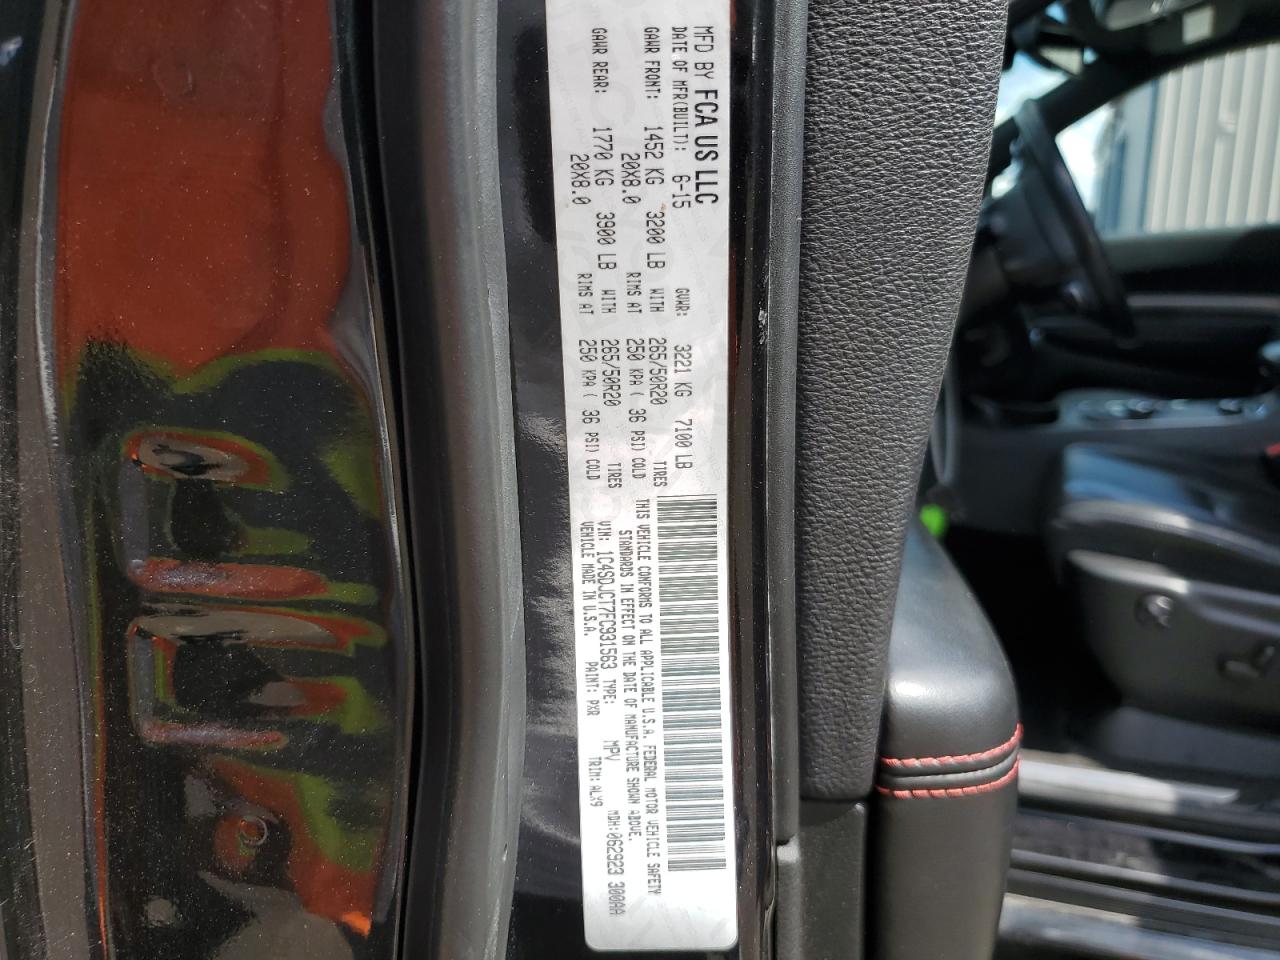 MFD BY FCA US LLC
DATE OF MFR(BUILT): 6-15 GVWR: 3221 KG 7100 LB
GAWR FRONT: 1452 KG 3200 LB WITH 265/50R20 TIRES
20X8.0 RIMS AT 250 KPA ( 36 PSI) COLD
GAWR REAR: 1770 KG 3900 LB WITH 265/50R20 TIRES
20X8.0 RIMS AT 250 KPA ( 36 PSI) COLD
THIS VEHICLE CONFORMS TO ALL APPLICABLE U.S.A. FEDERAL MOTOR VEHICLE SAFETY
STANDARDS IN EFFECT ON THE DATE OF MANUFACTURE SHOWN ABOVE.
VIN: 1C4SDJCT7FC931563 TYPE: MPV MDH:062923 300AA
VEHICLE MADE IN U.S.A. PAINT: PXR TRIM: ALX9